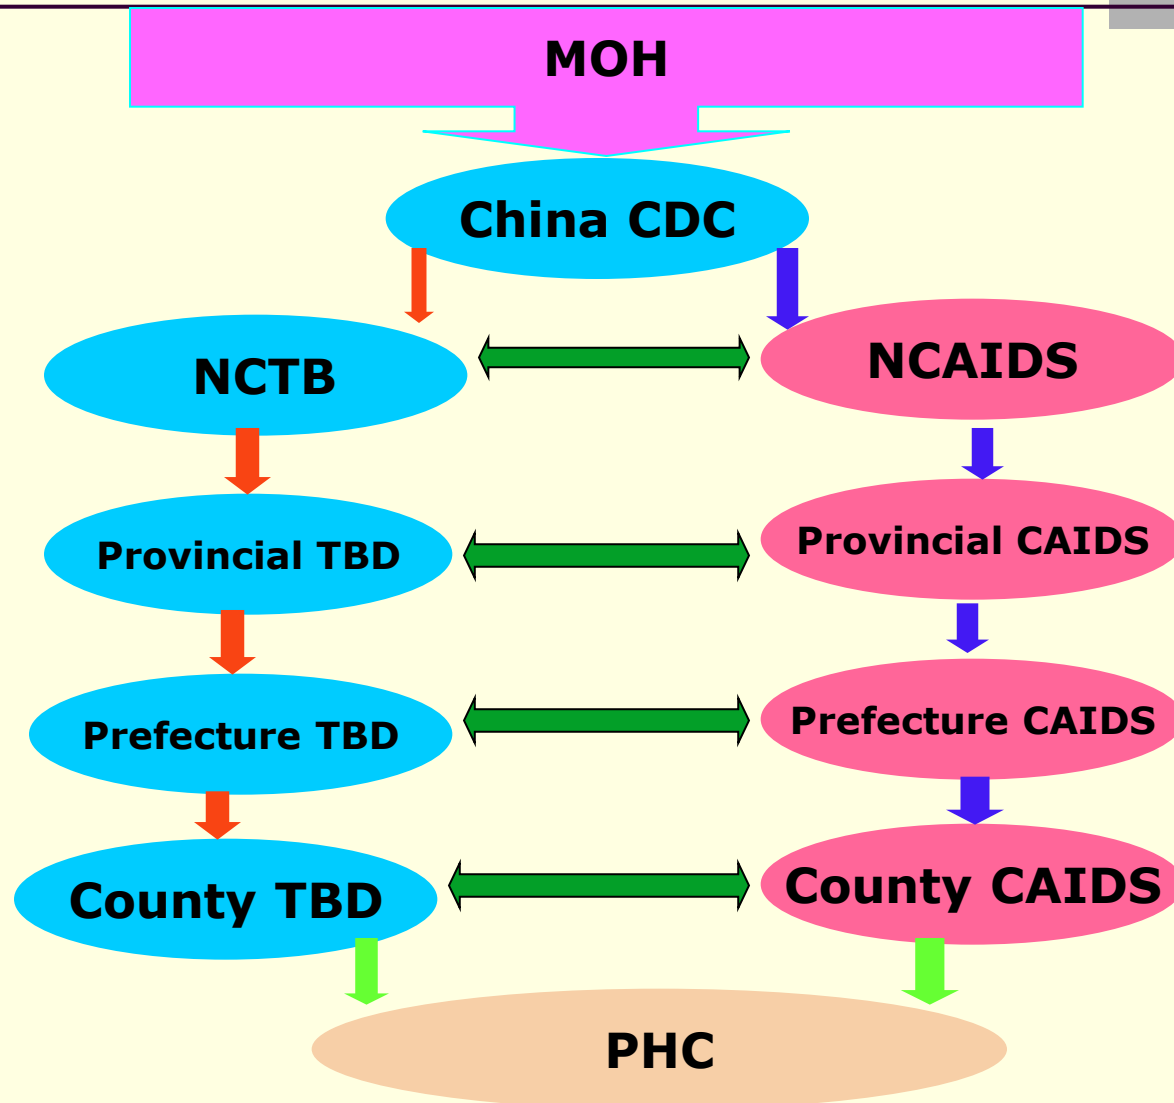 MOH
China CDC
NCTB
NCAIDS
Provincial TBD
Provincial CAIDS
Prefecture TBD
Prefecture CAIDS
County TBD
County CAIDS
PHC